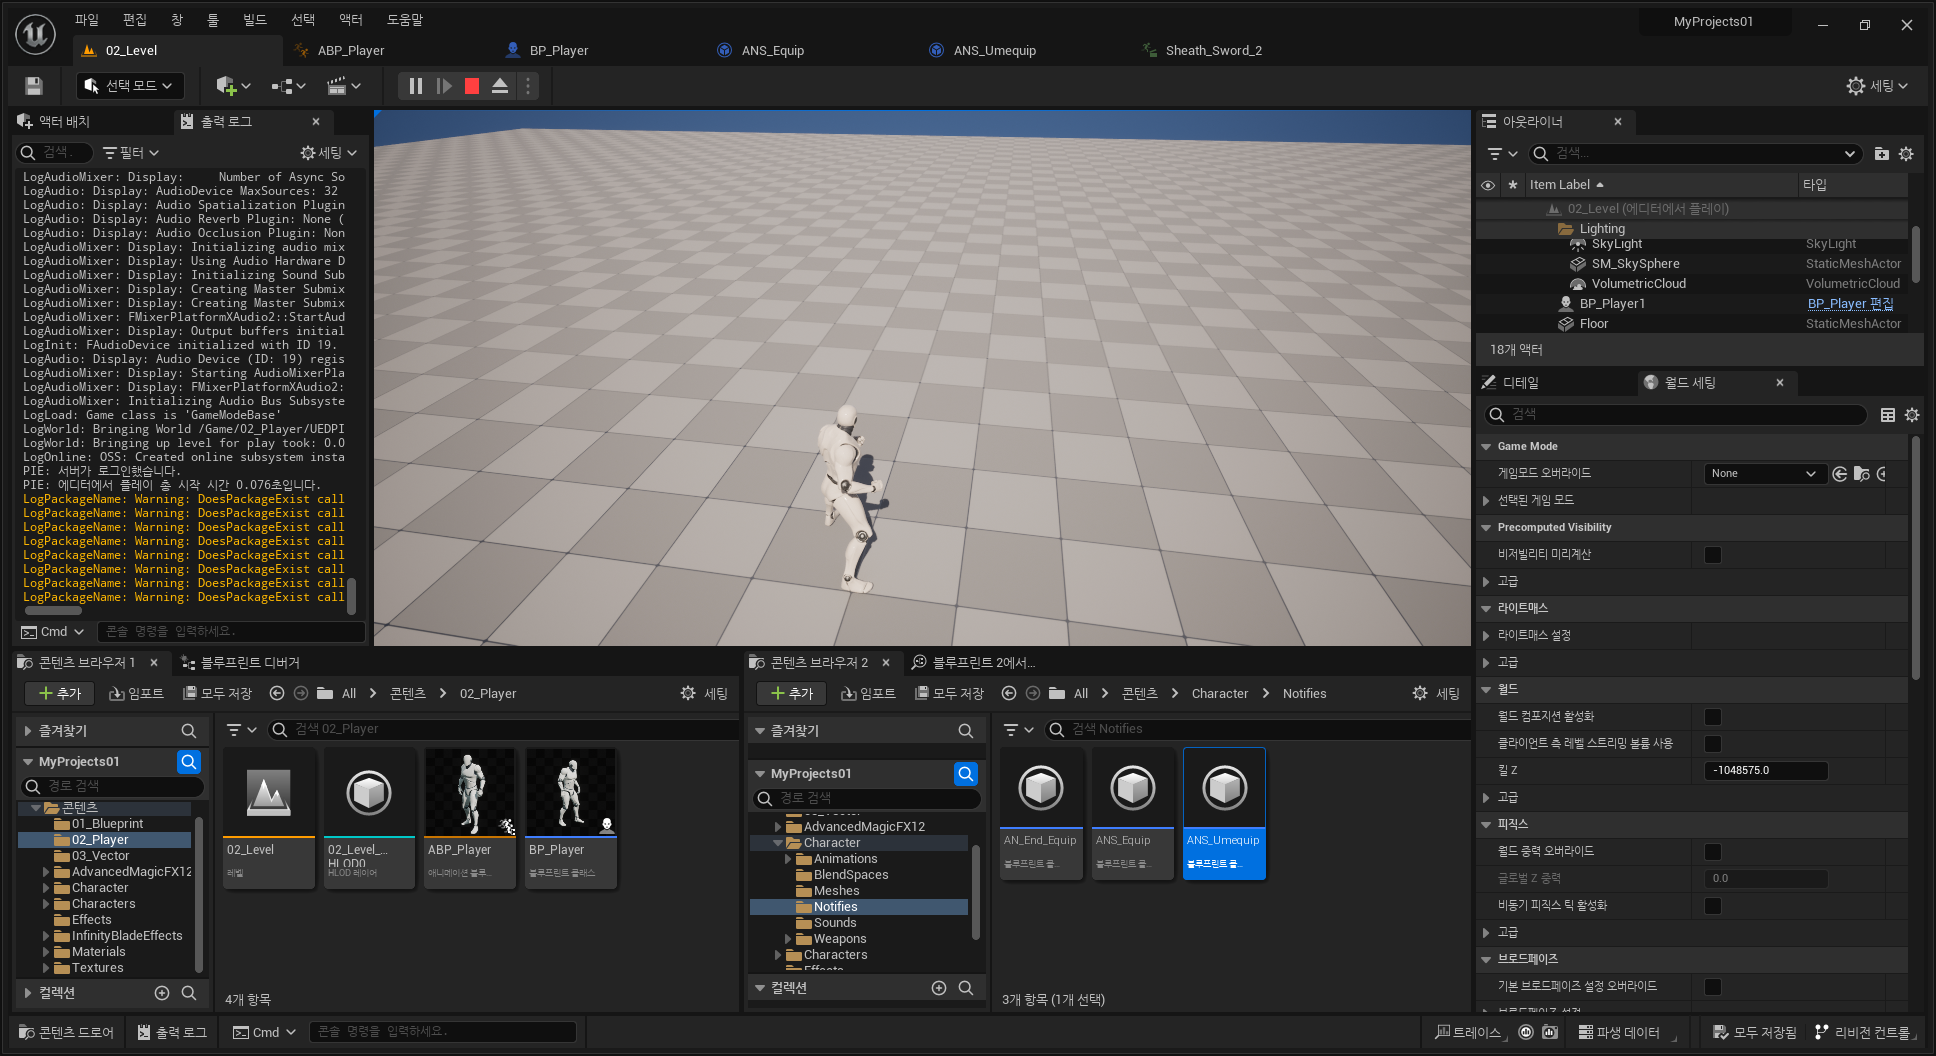 파일 편집 창 툴 빌드 선택 액터 도움말
MyProjects01
02_Level
ABP_Player
BP_Player
ANS_Equip
ANS_Umequip
Sheath_Sword_2
선택 모드
세팅
액터 배치
출력 로그
검색.
필터
세팅
LogAudioMixer: Display: Number of Async So
LogAudio: Display: AudioDevice MaxSources: 32
LogAudio: Display: Audio Spatialization Plugin
LogAudio: Display: Audio Reverb Plugin: None (
LogAudio: Display: Audio Occlusion Plugin: Non
LogAudioMixer: Display: Initializing audio mix
LogAudioMixer: Display: Using Audio Hardware D
LogAudioMixer: Display: Initializing Sound Sub
LogAudioMixer: Display: Creating Master Submix
LogAudioMixer: Display: Creating Master Submix
LogAudioMixer: FMixerPlatformXAudio2::StartAud
LogAudioMixer: Display: Output buffers initial
LogInit: FAudioDevice initialized with ID 19.
LogAudio: Display: Audio Device (ID: 19) regis
LogAudioMixer: Display: Starting AudioMixerPla
LogAudioMixer: Display: FMixerPlatformXAudio2:
LogAudioMixer: Initializing Audio Bus Subsyste
LogLoad: Game class is 'GameModeBase'
LogWorld: Bringing World /Game/02_Player/UEDPI
LogWorld: Bringing up level for play took: 0.0
LogOnline: OSS: Created online subsystem insta
PIE: 서버가 로그인했습니다.
PIE: 에디터에서 플레이 총 시작 시간 0.076초입니다.
LogPackageName: Warning: DoesPackageExist call
LogPackageName: Warning: DoesPackageExist call
LogPackageName: Warning: DoesPackageExist call
LogPackageName: Warning: DoesPackageExist call
LogPackageName: Warning: DoesPackageExist call
LogPackageName: Warning: DoesPackageExist call
LogPackageName: Warning: DoesPackageExist call
LogPackageName: Warning: DoesPackageExist call
Cmd
콘솔 명령을 입력하세요.
아웃라이너
검색...
Item Label
타입
02_Level (에디터에서 플레이)
Lighting
SkyLight SkyLight
SM_SkySphere StaticMeshActor
VolumetricCloud VolumetricCloud
BP_Player1 BP_Player 편집
Floor StaticMeshActor
18개 액터
디테일
월드 세팅
검색
Game Mode
게임모드 오버라이드
None
선택된 게임 모드
Precomputed Visibility
비저빌리티 미리계산
고급
라이트매스
라이트매스 설정
고급
월드
월드 컴포지션 활성화
클라이언트 측 레벨 스트리밍 볼륨 사용
킬 Z
-1048575.0
고급
피직스
월드 중력 오버라이드
글로벌 Z 중력
0.0
비동기 피직스 틱 활성화
고급
브로드페이즈
기본 브로드페이즈 설정 오버라이드
콘텐츠 브라우저 1
블루프린트 디버거
추가
임포트
모두 저장
All
콘텐츠
02_Player
세팅
즐겨찾기
MyProjects01
경로 검색
콘텐츠
01_Blueprint
02_Player
03_Vector
AdvancedMagicFX12
Character
Characters
Effects
InfinityBladeEffects
Materials
Textures
컬렉션
검색 02_Player
02_Level
레벨
02_Level_...
HLOD0
HLOD 레이어
ABP_Player
애니메이션 블루...
BP_Player
블루프린트 클래스
4개 항목
콘텐츠 브라우저 2
블루프린트 2에서...
추가
임포트
모두 저장
All
콘텐츠
Character
Notifies
세팅
즐겨찾기
MyProjects01
경로 검색
AdvancedMagicFX12
Character
Animations
BlendSpaces
Meshes
Notifies
Sounds
Weapons
Characters
Effects
컬렉션
검색 Notifies
AN_End_Equip
블루프린트 클...
ANS_Equip
블루프린트 클...
ANS_Umequip
블루프린트 클...
3개 항목 (1개 선택)
콘텐츠 드로어
출력 로그
Cmd
콘솔 명령을 입력하세요.
트레이스
파생 데이터
모두 저장됨
리비전 컨트롤